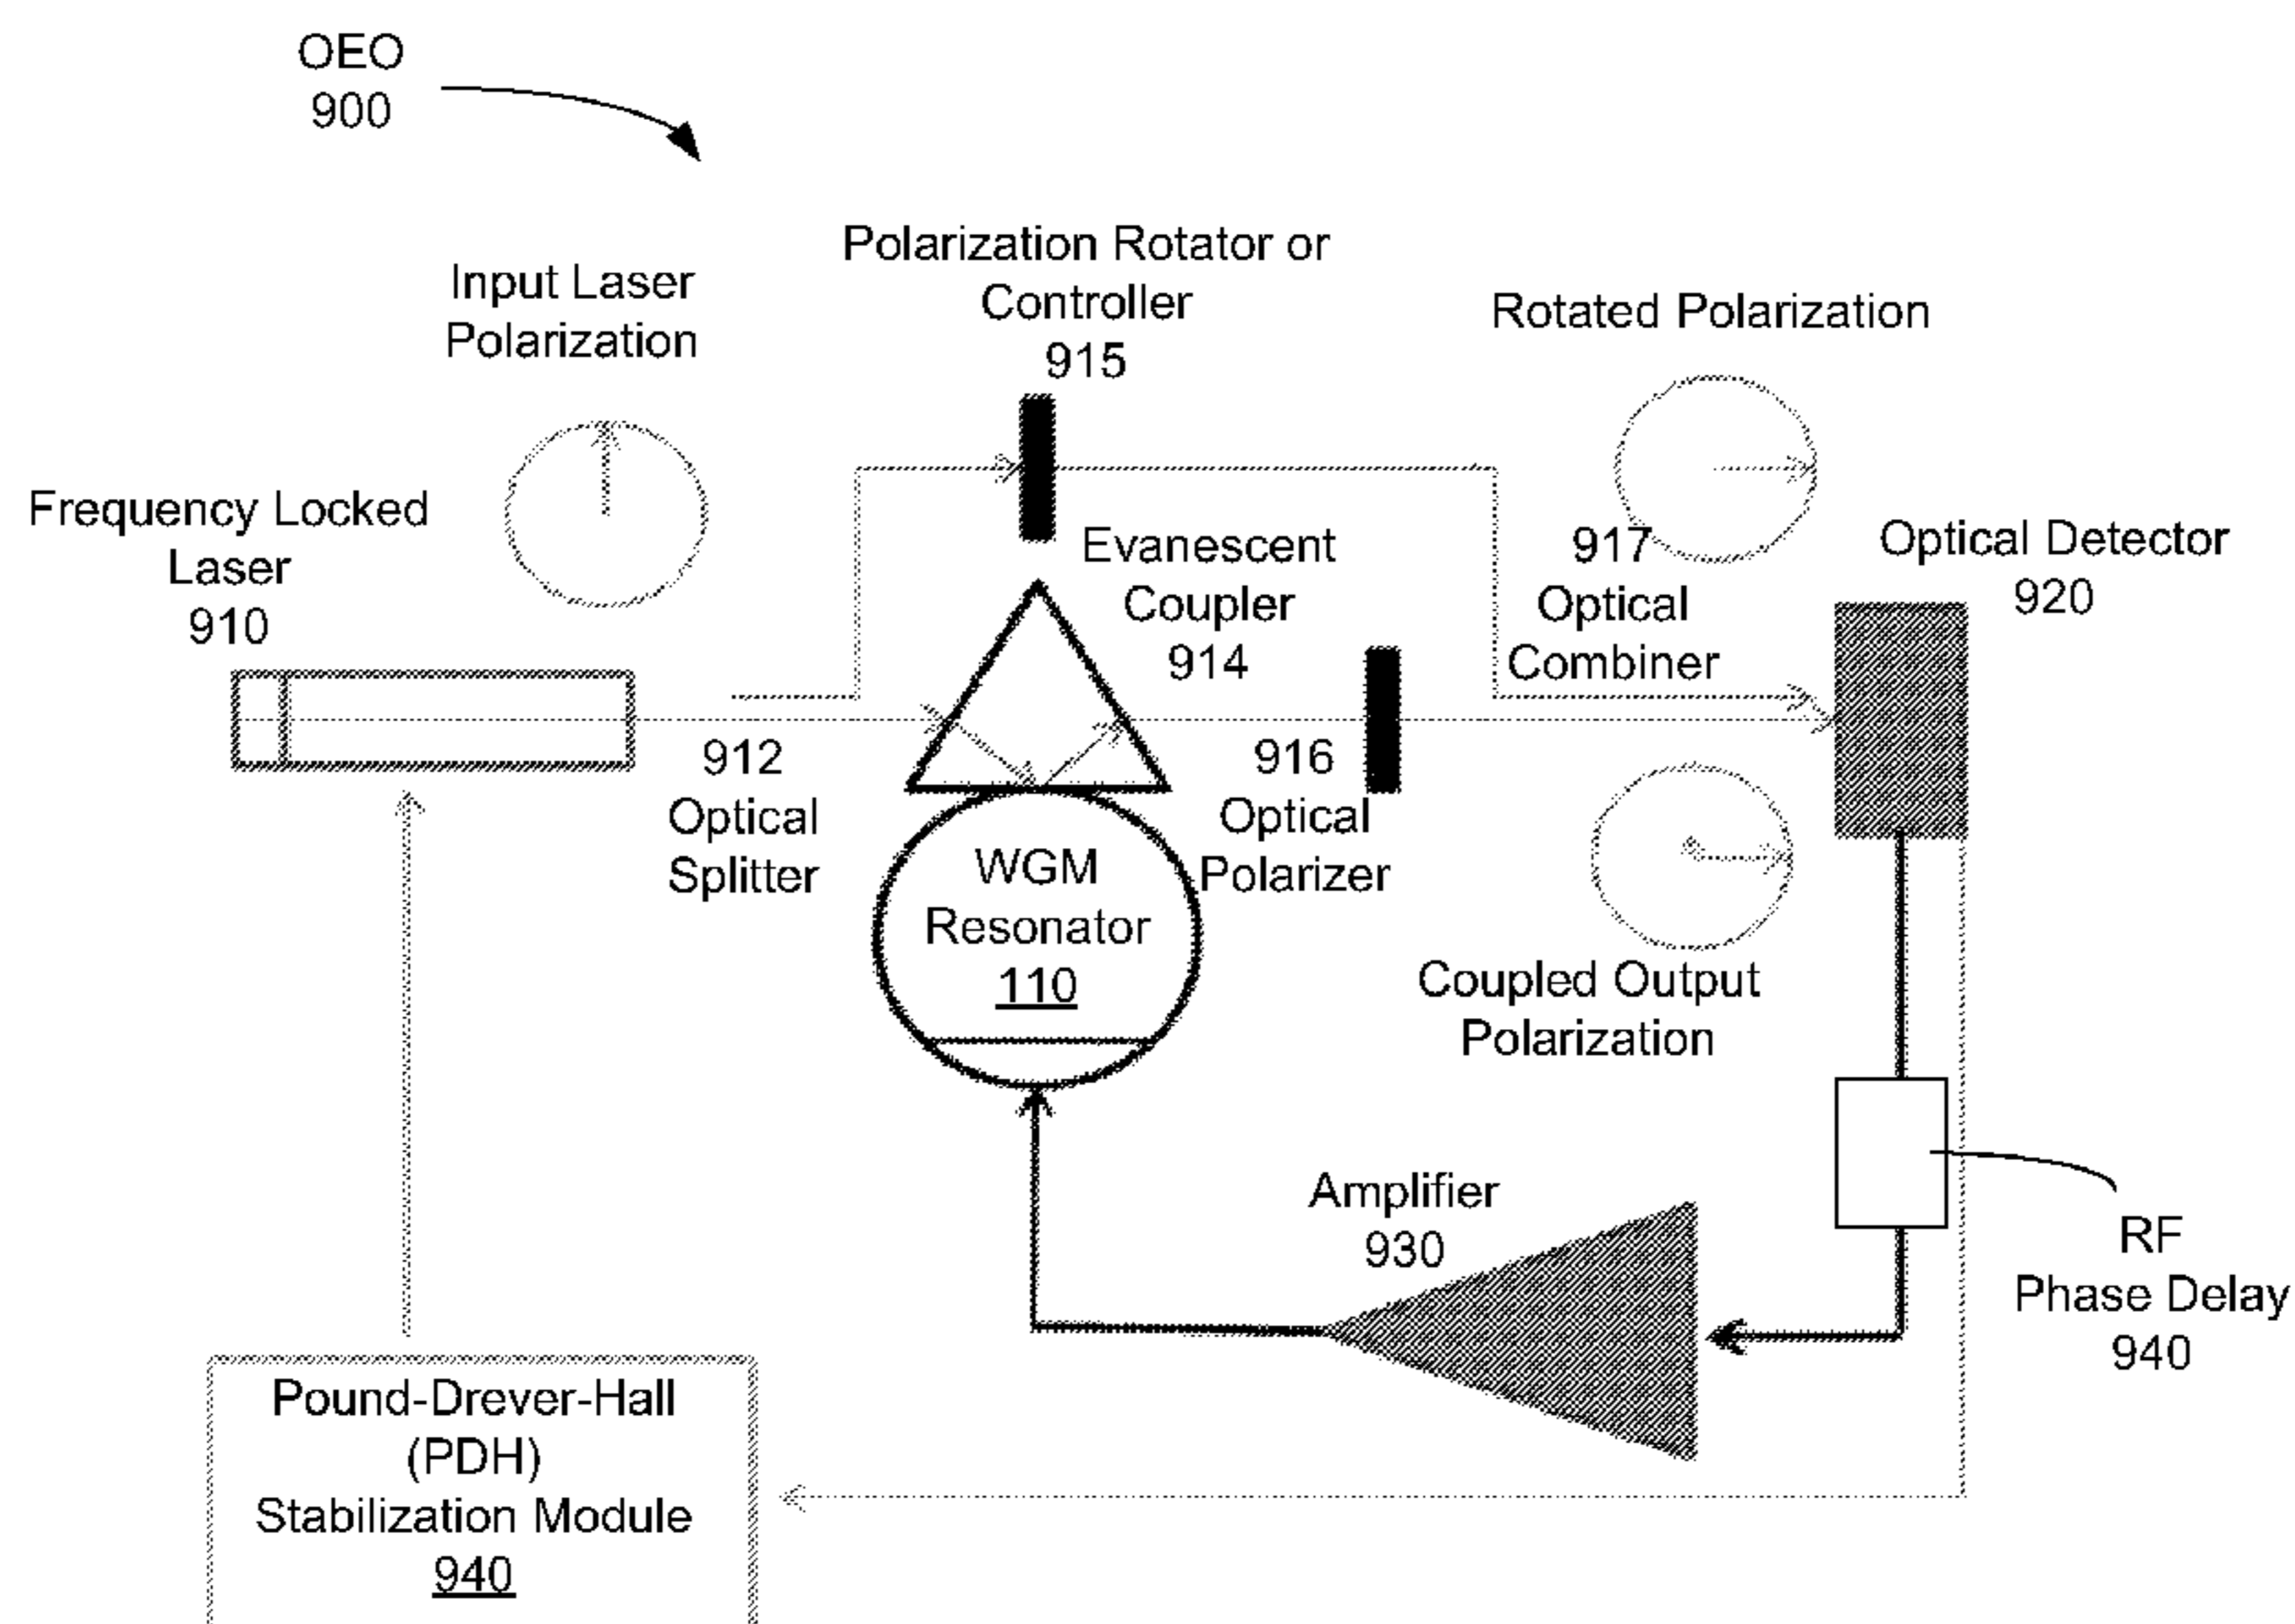 OEO
900
Polarization Rotator or
Controller
915
Input Laser
Polarization
Rotated Polarization
Frequency Locked
Laser
910
Evanescent
Coupler
914
917
Optical
Combiner
Optical Detector
920
912
Optical
Splitter
916
Optical
Polarizer
WGM
Resonator
110
Coupled Output
Polarization
Amplifier
930
RF
Phase Delay
940
Pound-Drever-Hall
(PDH)
Stabilization Module
940